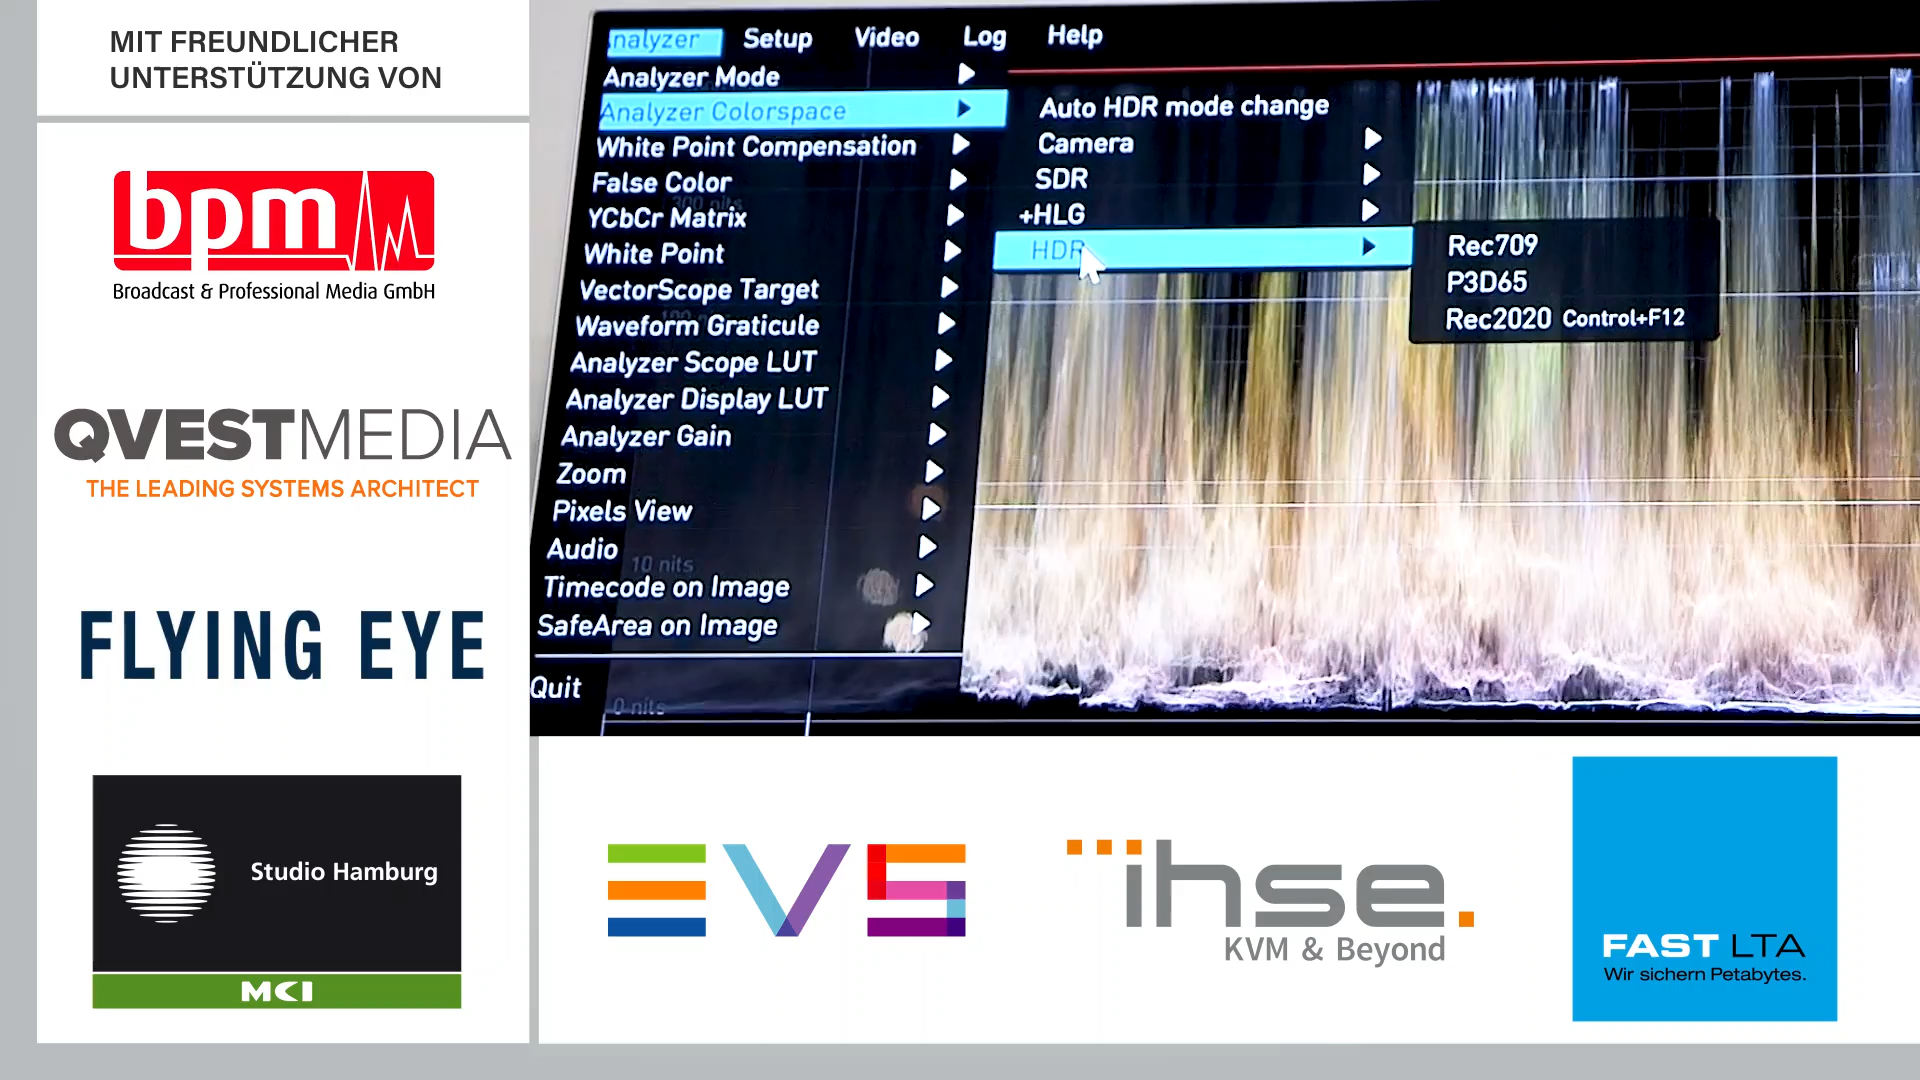 MIT FREUNDLICHER
UNTERSTÜTZUNG VON
bpm
Broadcast & Professional Media GmbH
QVESTMEDIA
THE LEADING SYSTEMS ARCHITECT
FLYING EYE
Studio Hamburg
MCI
nalyzer Setup Video Log Help
Analyzer Mode
Analyzer Colorspace
White Point Compensation
False Color
YCbCr Matrix
White Point
VectorScope Target
Waveform Graticule
Analyzer Scope LUT
Analyzer Display LUT
Analyzer Gain
Zoom
Pixels View
Audio
10 nits
Timecode on Image
SafeArea on Image
Quit
0 nits
300 nits
Auto HDR mode change
Camera
SDR
+HLG
HDR
Rec709
P3D65
Rec2020 Control+F12
EVS
ihse.
KVM & Beyond
FAST LTA
Wir sichern Petabytes.